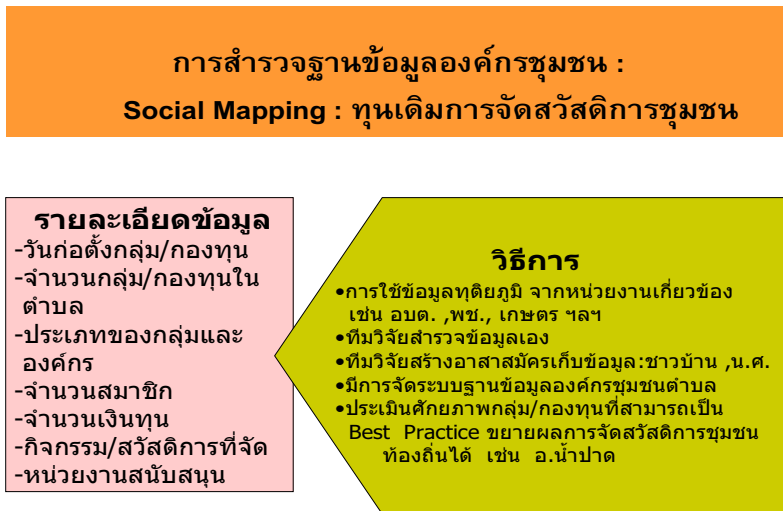 การสำรวจฐานข้อมูลองค์กรชุมชน :
Social Mapping : ทุนเดิมการจัดสวัสดิการชุมชน
รายละเอียดข้อมูล
-วันก่อตั้งกลุ่ม/กองทุน
-จำนวนกลุ่ม/กองทุนใน
ตำบล
-ประเภทของกลุ่มและ
องค์กร
-จำนวนสมาชิก
-จำนวนเงินทุน
-กิจกรรม/สวัสดิการที่จัด
-หน่วยงานสนับสนุน
วิธีการ
•การใช้ข้อมูลทุติยภูมิ จากหน่วยงานเกี่ยวข้อง
เช่น อบต. ,พช., เกษตร ฯลฯ
•ทีมวิจัยสำรวจข้อมูลเอง
•ทีมวิจัยสร้างอาสาสมัครเก็บข้อมูล:ชาวบ้าน ,น.ศ.
•มีการจัดระบบฐานข้อมูลองค์กรชุมชนตำบล
•ประเมินศักยภาพกลุ่ม/กองทุนที่สามารถเป็น
Best Practice ขยายผลการจัดสวัสดิการชุมชน
ท้องถิ่นได้ เช่น อ.น้ำปาด